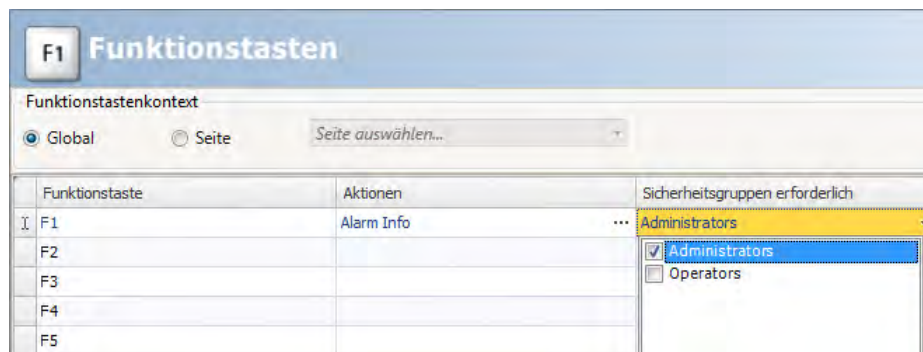 F1 Funktionstasten
Funktionstastenkontext
Global Seite Seite auswählen...
Funktionstaste Aktionen Sicherheitsgruppen erforderlich
F1 Alarm Info ... Administrators
F2 Administrators
F3 Operators
F4
F5